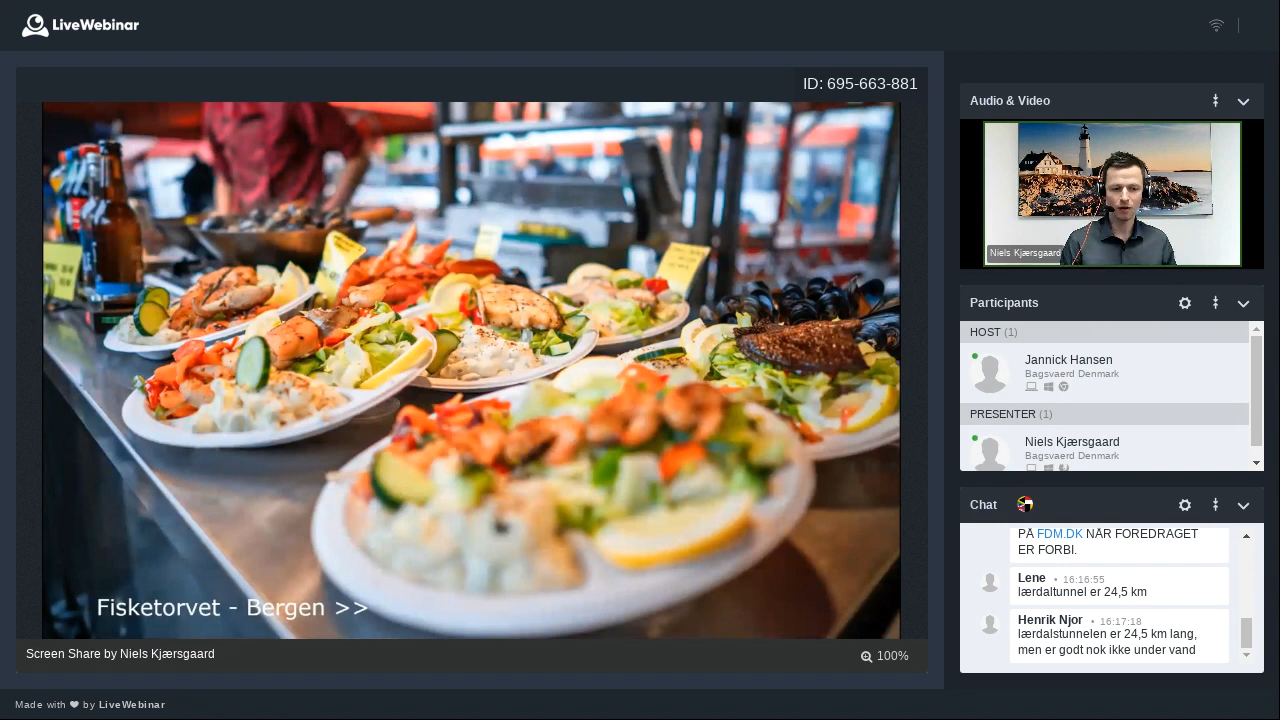 LiveWebinar
ID: 695-663-881
Fisketorvet - Bergen >>
Screen Share by Niels Kjærsgaard
100%
Audio & Video
Niels Kjærsgaard
Participants
HOST (1)
Jannick Hansen
Bagsvaerd Denmark
PRESENTER (1)
Niels Kjærsgaard
Bagsvaerd Denmark
Chat
PÅ FDM.DK NÅR FOREDRAGET
ER FORBI.
Lene • 16:16:55
lærdaltunnel er 24,5 km
Henrik Njor • 16:17:18
lærdalstunnelen er 24,5 km lang,
men er godt nok ikke under vand
Made with ❤ by LiveWebinar